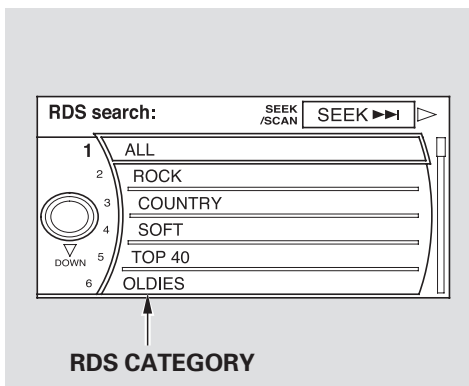 RDS search:
SEEK
/SCAN
SEEK
1 ALL
2 ROCK
3 COUNTRY
4 SOFT
DOWN
5 TOP 40
6 OLDIES
RDS CATEGORY